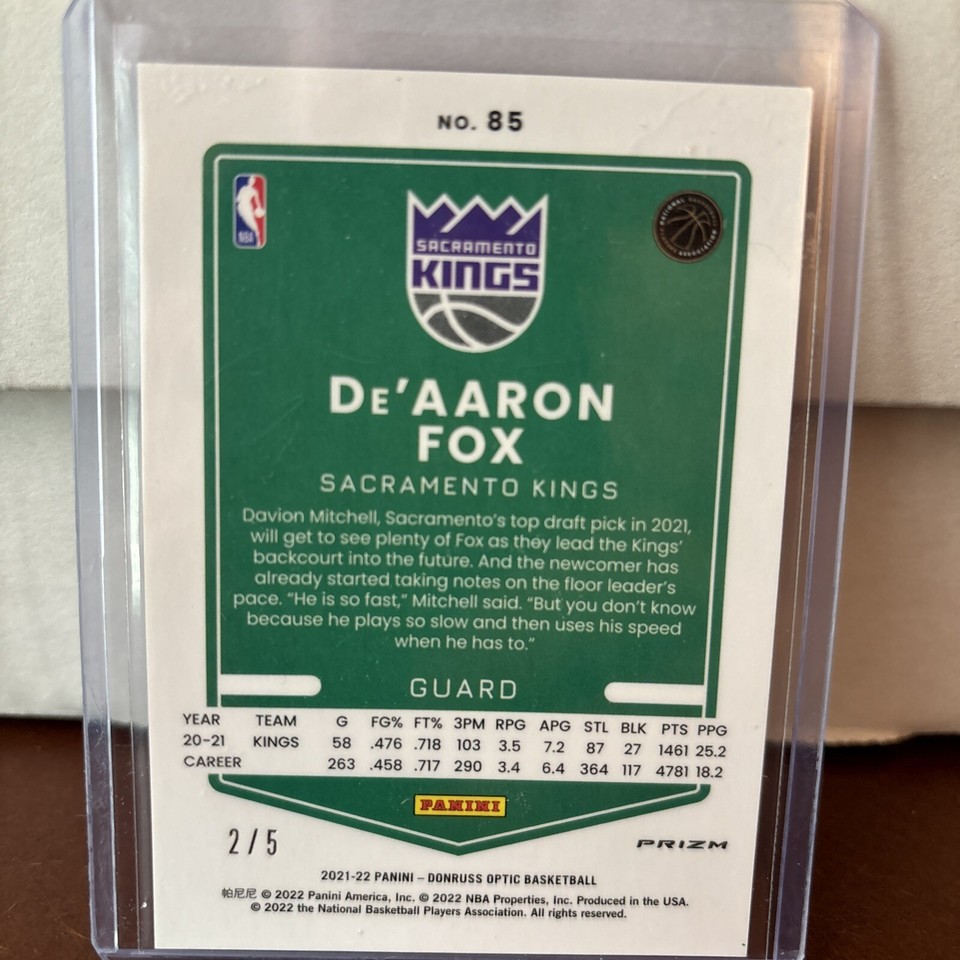 NO. 85
NBA
SACRAMENTO
KINGS
DE'AARON
FOX
SACRAMENTO KINGS
Davion Mitchell, Sacramento's top draft pick in 2021,
will get to see plenty of Fox as they lead the Kings'
backcourt into the future. And the newcomer has
already started taking notes on the floor leader's
pace. “He is so fast,” Mitchell said. “But you don't know
because he plays so slow and then uses his speed
when he has to.”
GUARD
YEAR TEAM G FG% FT% 3PM RPG APG STL BLK PTS PPG
20-21 KINGS 58 .476 .718 103 3.5 7.2 87 27 1461 25.2
CAREER 263 .458 .717 290 3.4 6.4 364 117 4781 18.2
PANINI
2/5
PRIZM
2021-22 PANINI – DONRUSS OPTIC BASKETBALL
帕尼尼 © 2022 Panini America, Inc. © 2022 NBA Properties, Inc. Produced in the USA.
© 2022 the National Basketball Players Association. All rights reserved.